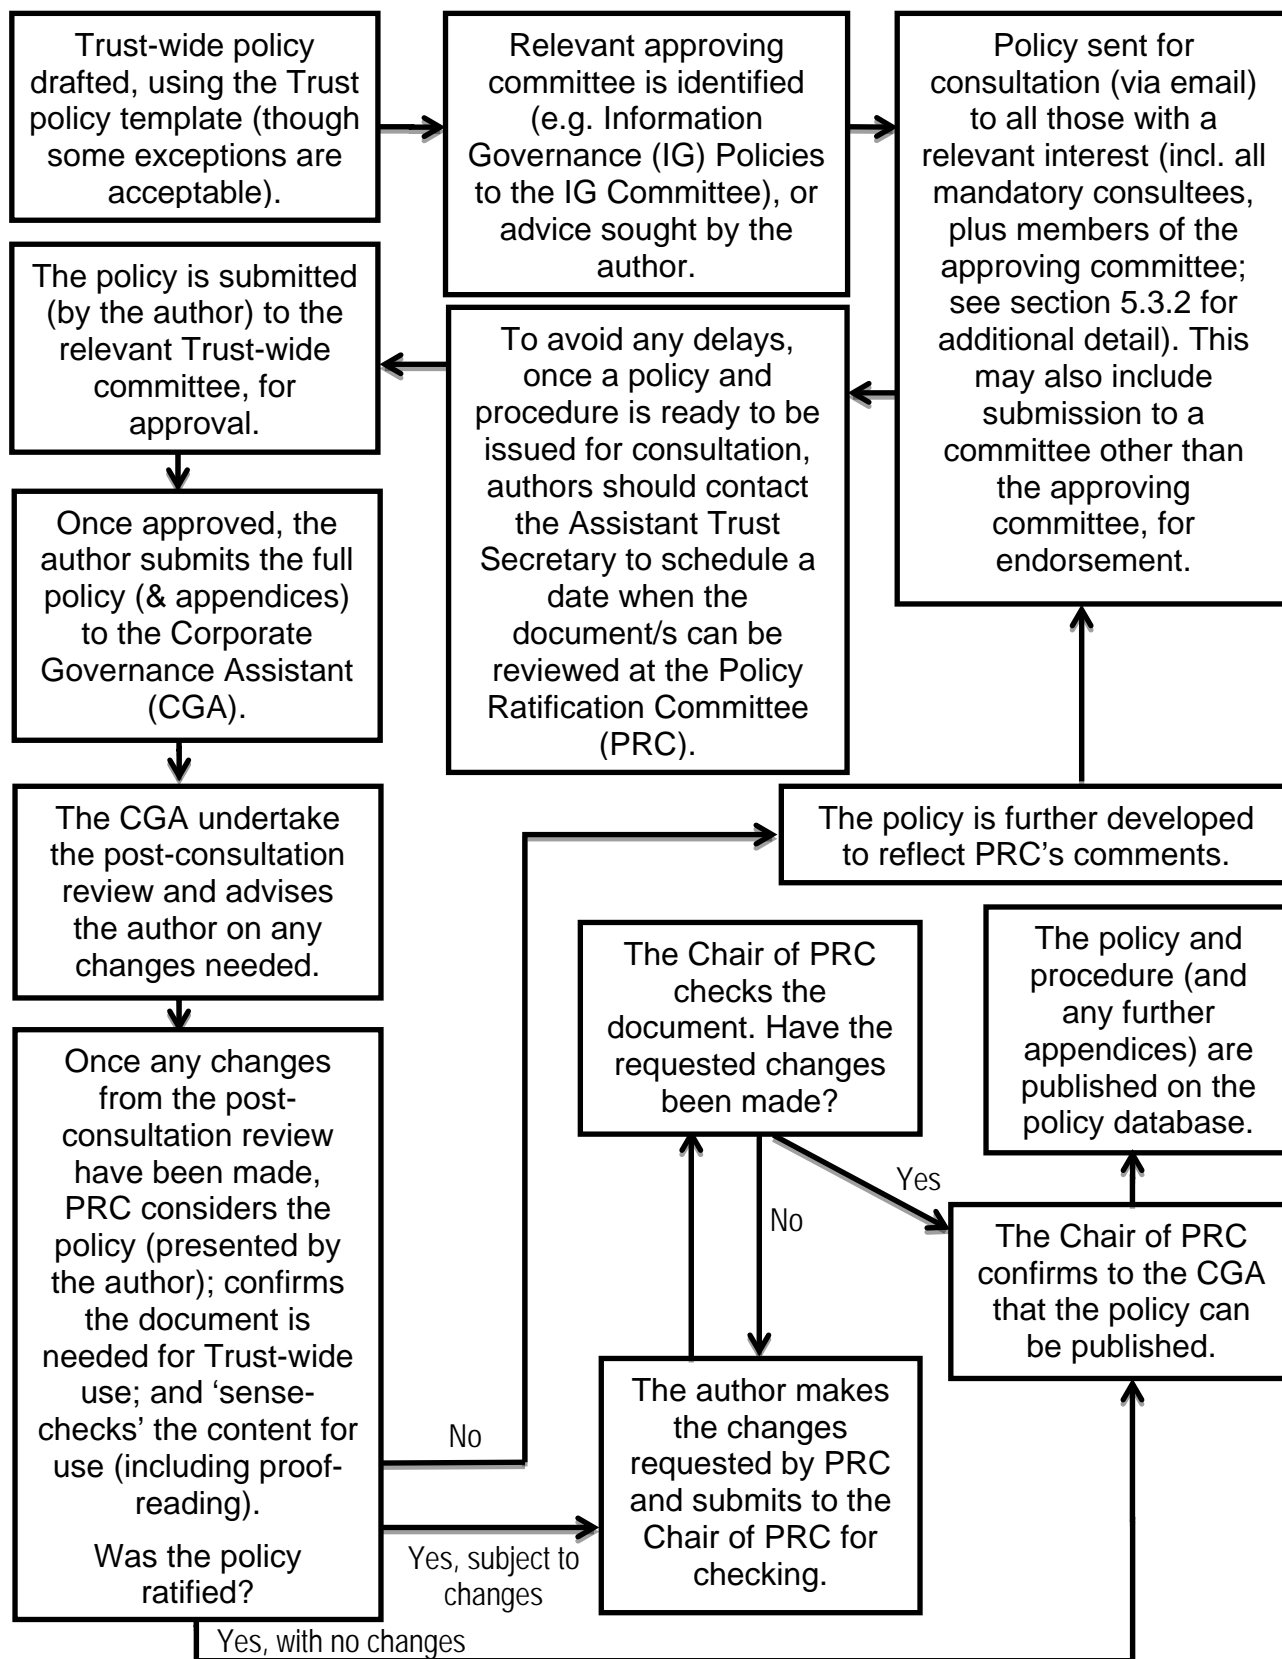 Trust-wide policy
drafted, using the Trust
policy template (though
some exceptions are
acceptable).
Relevant approving
committee is identified
(e.g. Information
Governance (IG) Policies
to the IG Committee), or
advice sought by the
author.
Policy sent for
consultation (via email)
to all those with a
relevant interest (incl. all
mandatory consultees,
plus members of the
approving committee;
see section 5.3.2 for
additional detail). This
may also include
submission to a
committee other than
the approving
committee, for
endorsement.
To avoid any delays,
once a policy and
procedure is ready to be
issued for consultation,
authors should contact
the Assistant Trust
Secretary to schedule a
date when the
document/s can be
reviewed at the Policy
Ratification Committee
(PRC).
The policy is submitted
(by the author) to the
relevant Trust-wide
committee, for
approval.
Once approved, the
author submits the full
policy (& appendices)
to the Corporate
Governance Assistant
(CGA).
The CGA undertake
the post-consultation
review and advises
the author on any
changes needed.
Once any changes
from the post-
consultation review
have been made,
PRC considers the
policy (presented by
the author); confirms
the document is
needed for Trust-wide
use; and ‘sense-
checks’ the content for
use (including proof-
reading).
Was the policy
ratified?
No
The policy is further developed
to reflect PRC’s comments.
Yes, subject to
changes
The author makes
the changes
requested by PRC
and submits to the
Chair of PRC for
checking.
The Chair of PRC
checks the
document. Have the
requested changes
been made?
No
Yes
Yes, with no changes
The Chair of PRC
confirms to the CGA
that the policy can
be published.
The policy and
procedure (and
any further
appendices) are
published on the
policy database.